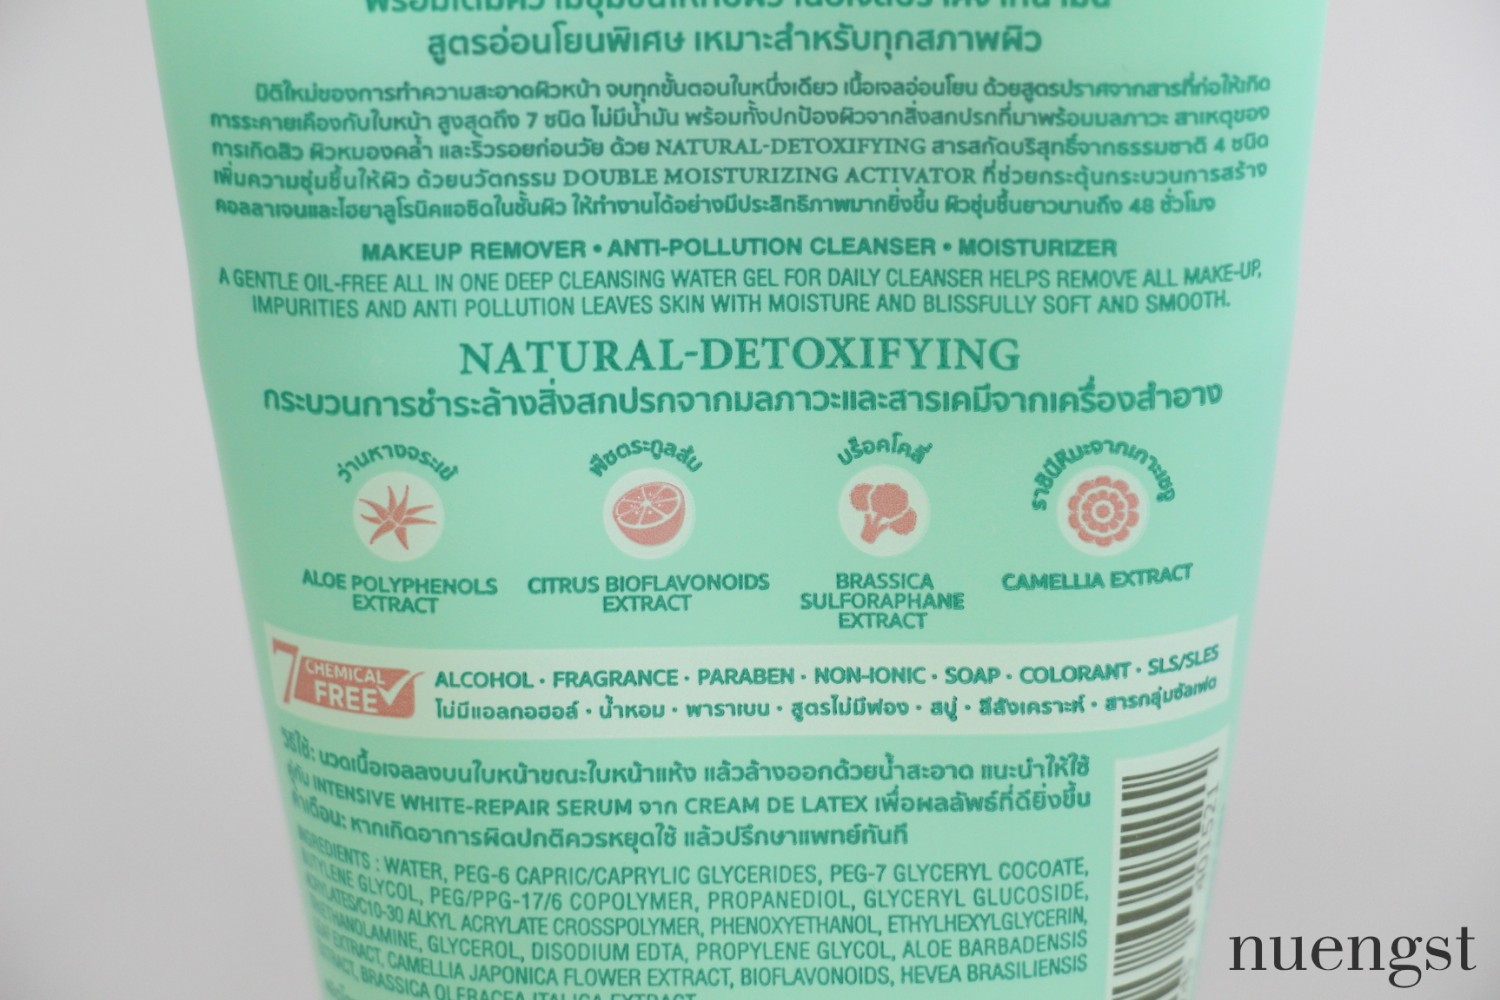 สูตรอ่อนโยนพิเศษ เหมาะสำหรับทุกสภาพผิว
มิติใหม่ของการทำความสะอาดผิวหน้า จบทุกขั้นตอนในหนึ่งเดียว เนื้อเจลอ่อนโยน ด้วยสูตรปราศจากสารที่ก่อให้เกิด
การระคายเคืองกับใบหน้า สูงสุดถึง 7 ชนิด ไม่มีน้ำมัน พร้อมทั้งปกป้องผิวจากสิ่งสกปรกที่มาพร้อมมลภาวะ สาเหตุของ
การเกิดสิว ผิวหมองคล้ำ และริ้วรอยก่อนวัย ด้วย NATURAL-DETOXIFYING สารสกัดบริสุทธิ์จากธรรมชาติ 4 ชนิด
เพิ่มความชุ่มชื้นให้ผิว ด้วยนวัตกรรม DOUBLE MOISTURIZING ACTIVATOR ที่ช่วยกระตุ้นกระบวนการสร้าง
คอลลาเจนและไฮยาลูโรนิคแอซิดในชั้นผิว ให้ทำงานได้อย่างมีประสิทธิภาพมากยิ่งขึ้น ผิวชุ่มชื้นยาวนานถึง 48 ชั่วโมง
MAKEUP REMOVER • ANTI-POLLUTION CLEANSER • MOISTURIZER
A GENTLE OIL-FREE ALL IN ONE DEEP CLEANSING WATER GEL FOR DAILY CLEANSER HELPS REMOVE ALL MAKE-UP,
IMPURITIES AND ANTI POLLUTION LEAVES SKIN WITH MOISTURE AND BLISSFULLY SOFT AND SMOOTH.
NATURAL-DETOXIFYING
กระบวนการชำระล้างสิ่งสกปรกจากมลภาวะและสารเคมีจากเครื่องสำอาง
ว่านหางจระเข้
ALOE POLYPHENOLS
EXTRACT
พืชตระกูลส้ม
CITRUS BIOFLAVONOIDS
EXTRACT
บร็อคโคลี่
BRASSICA
SULFORAPHANE
EXTRACT
ราชินีหิมะจากเกาะเชจู
CAMELLIA EXTRACT
7 CHEMICAL
FREE
ALCOHOL • FRAGRANCE • PARABEN • NON-IONIC • SOAP • COLORANT • SLS/SLES
ไม่มีแอลกอฮอล์ • น้ำหอม • พาราเบน • สูตรไม่มีฟอง • สบู่ • สีสังเคราะห์ • สารกลุ่มซัลเฟต
วิธีใช้: นวดเนื้อเจลลงบนใบหน้าขณะใบหน้าแห้ง แล้วล้างออกด้วยน้ำสะอาด แนะนำให้ใช้
คู่กับ INTENSIVE WHITE-REPAIR SERUM จาก CREAM DE LATEX เพื่อผลลัพธ์ที่ดียิ่งขึ้น
คำเตือน: หากเกิดอาการผิดปกติควรหยุดใช้ แล้วปรึกษาแพทย์ทันที
INGREDIENTS : WATER, PEG-6 CAPRIC/CAPRYLIC GLYCERIDES, PEG-7 GLYCERYL COCOATE,
BUTYLENE GLYCOL, PEG/PPG-17/6 COPOLYMER, PROPANEDIOL, GLYCERYL GLUCOSIDE,
ACRYLATES/C10-30 ALKYL ACRYLATE CROSSPOLYMER, PHENOXYETHANOL, ETHYLHEXYLGLYCERIN,
GLYCEROL, DISODIUM EDTA, PROPYLENE GLYCOL, ALOE BARBADENSIS
LEAF EXTRACT, CAMELLIA JAPONICA FLOWER EXTRACT, BIOFLAVONOIDS, HEVEA BRASILIENSIS
EXTRACT, BRASSICA OLERACEA ITALICA EXTRACT
nuengst